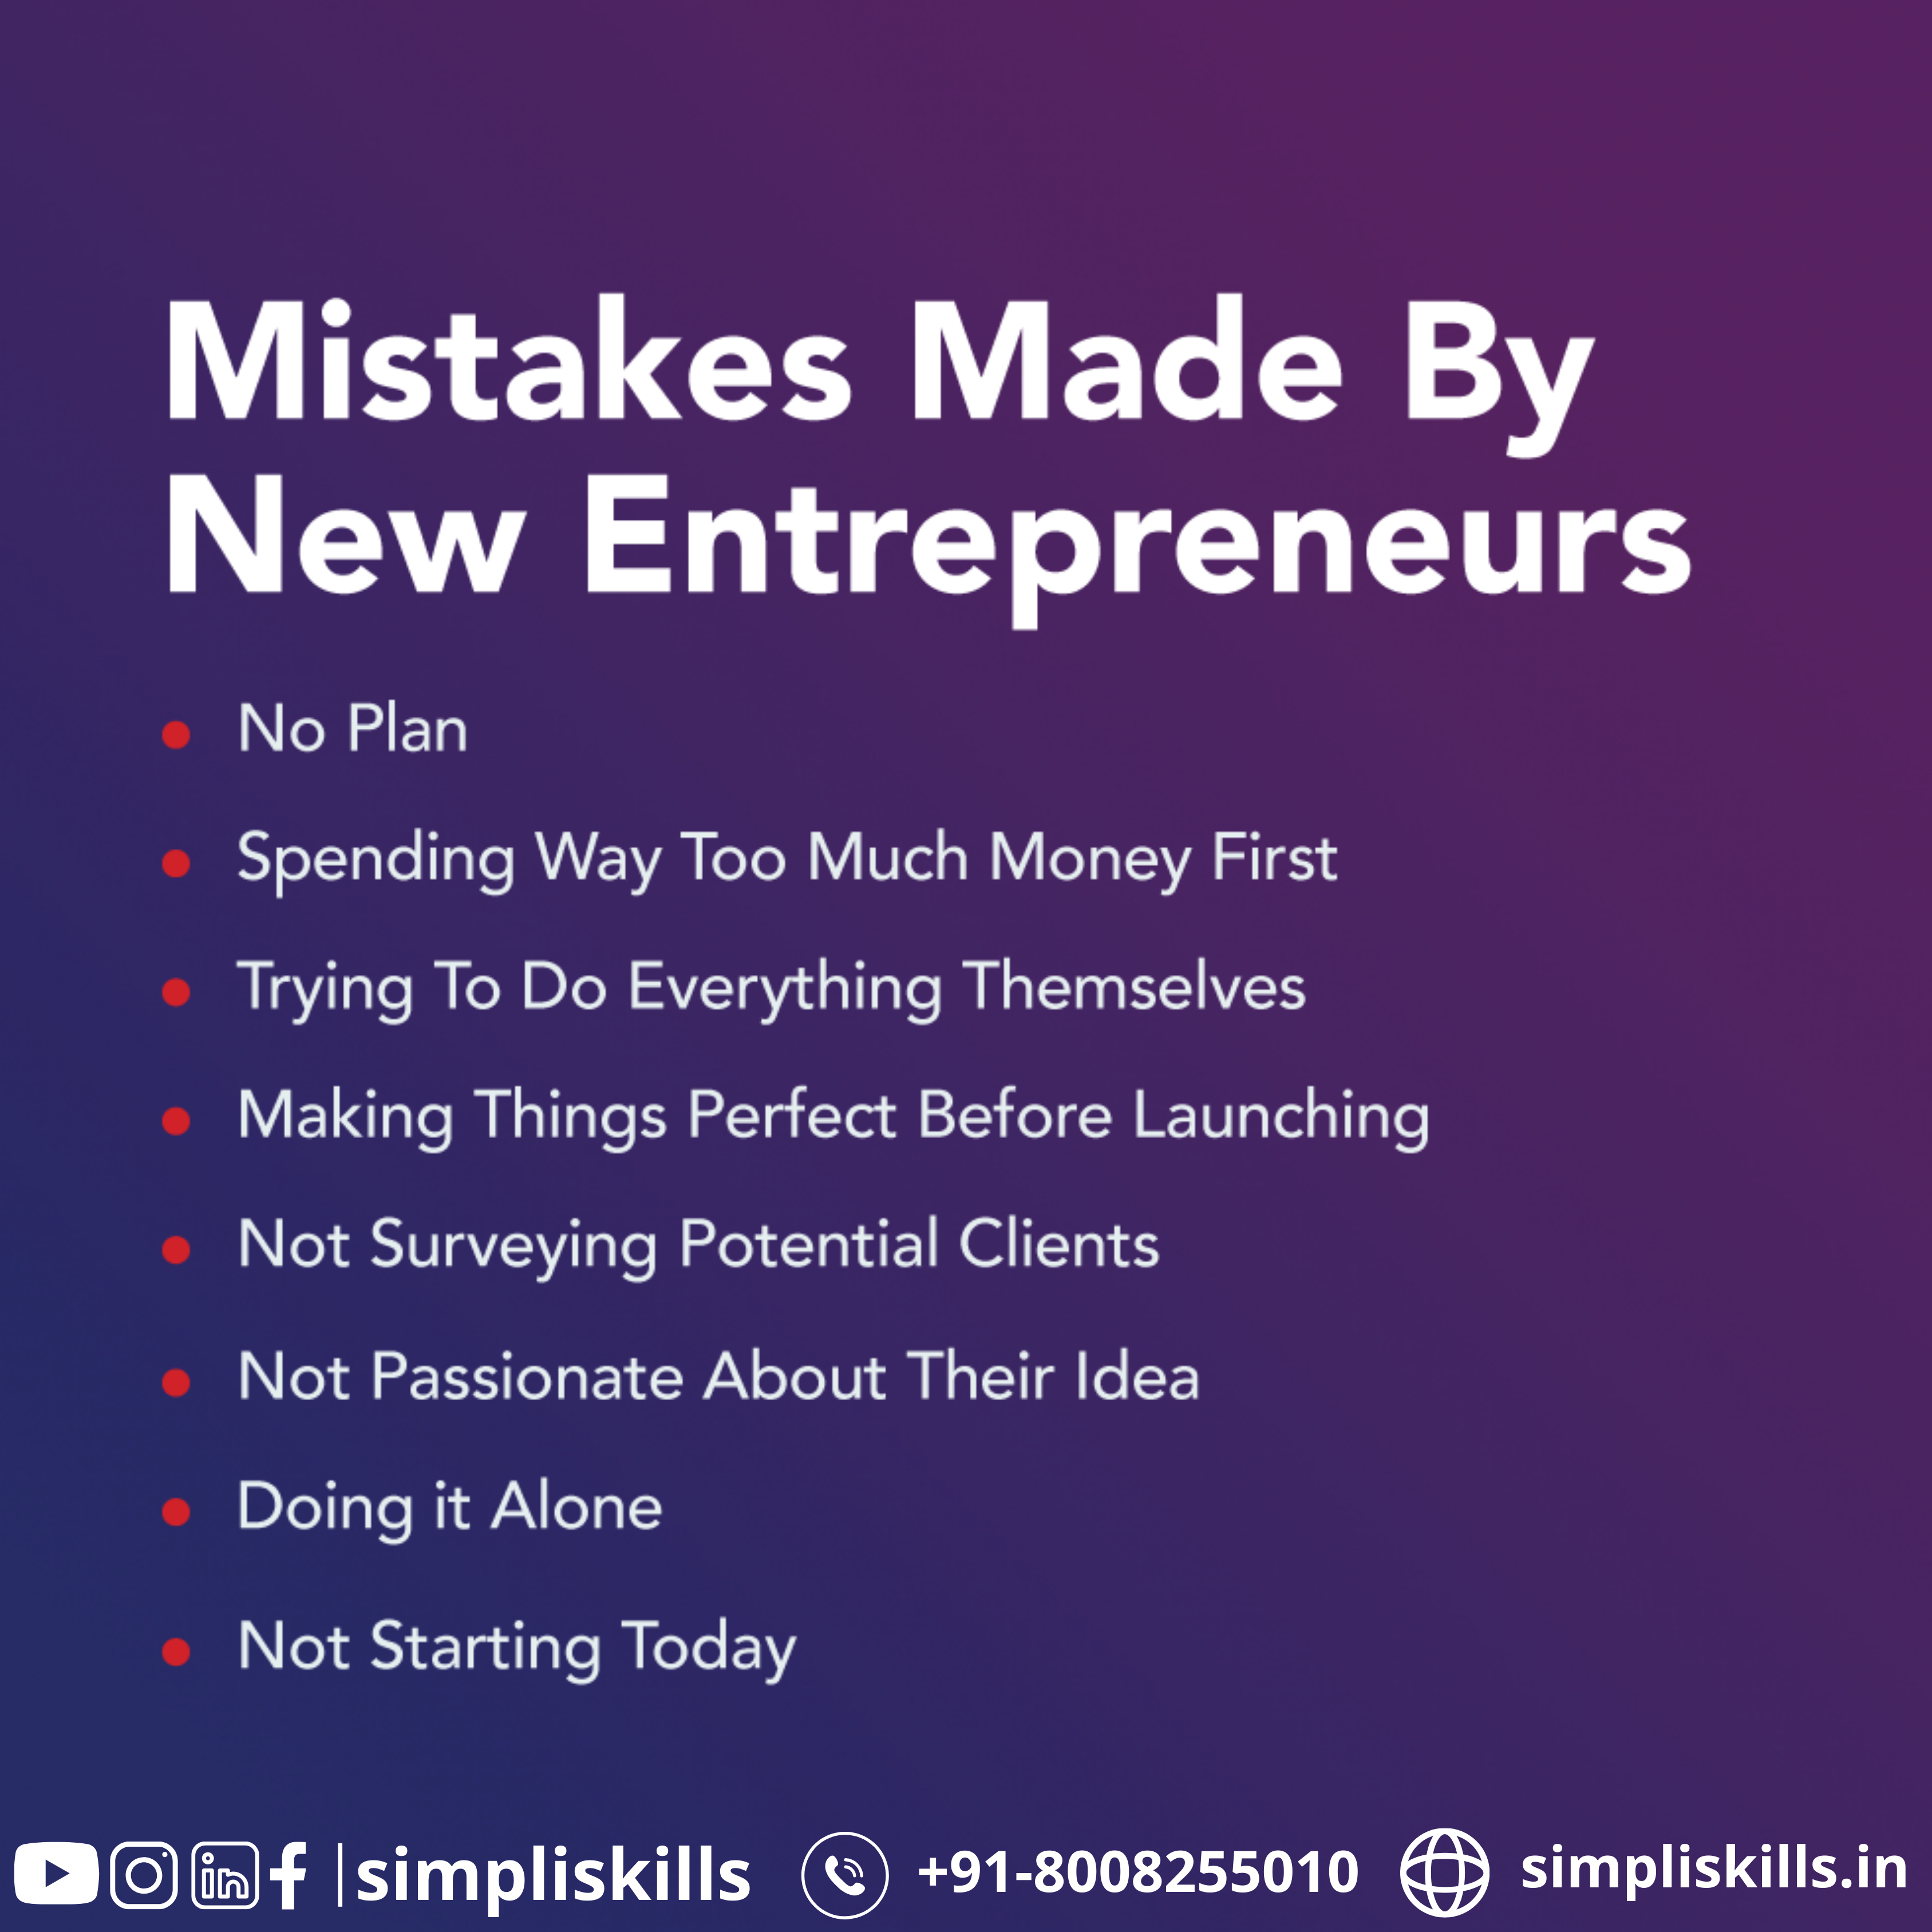 Mistakes Made By
New Entrepreneurs
No Plan
Spending Way Too Much Money First
Trying To Do Everything Themselves
Making Things Perfect Before Launching
Not Surveying Potential Clients
Not Passionate About Their Idea
Doing it Alone
Not Starting Today
in f |simpliskills +91-8008255010 simpliskills.in